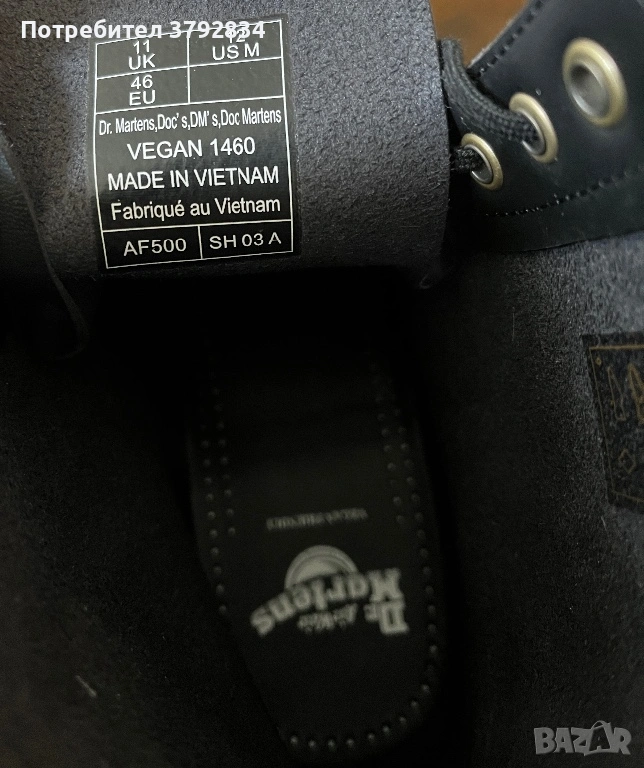 Потребител 3792834
11 UK
12 US M
46 EU
Dr. Martens,Doc's,DM's,Doc Martens
VEGAN 1460
MADE IN VIETNAM
Fabriqué au Vietnam
AF500 SH 03 A
Dr. Martens
BAZAR